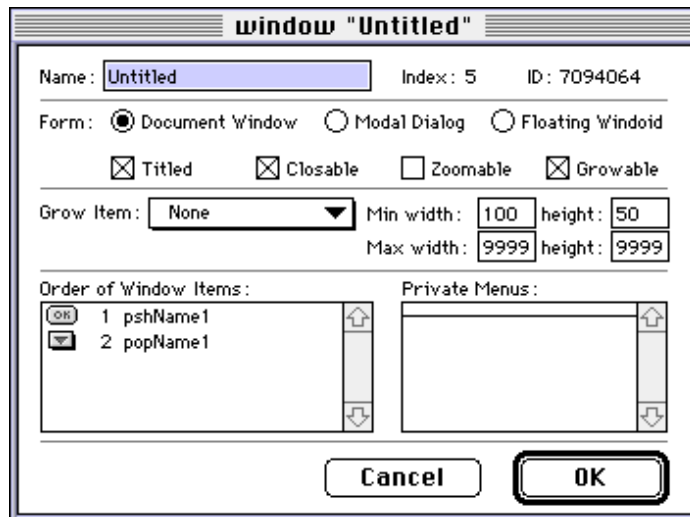 window "Untitled"
Name: Untitled Index: 5 ID: 7094064
Form: Document Window Modal Dialog Floating Windoid
Titled Closable Zoomable Growable
Grow Item: None Min width: 100 height: 50
Max width: 9999 height: 9999
Order of Window Items: Private Menus:
OK 1 pshName1
2 popName1
Cancel OK